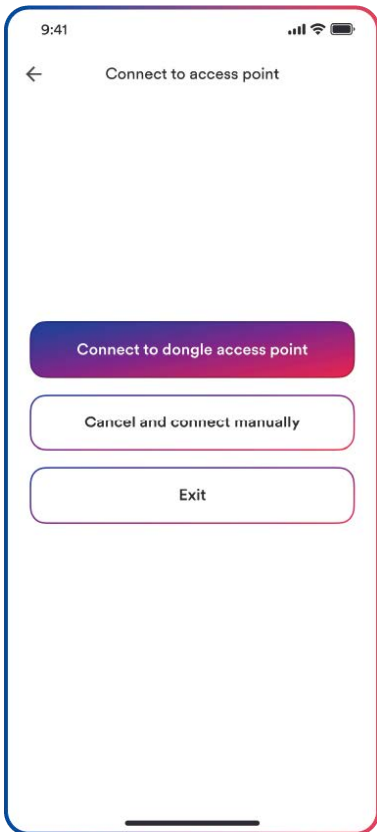 9:41
Connect to access point
Connect to dongle access point
Cancel and connect manually
Exit